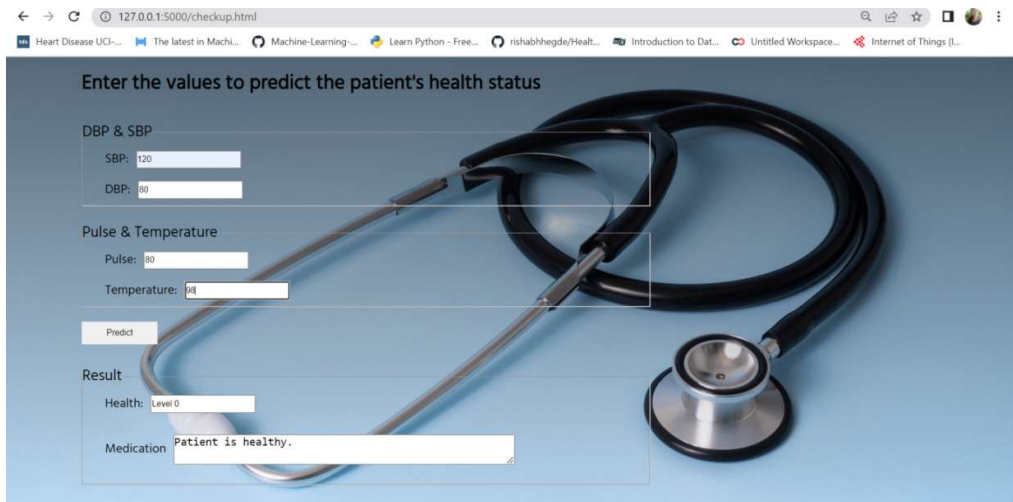 127.0.0.1:5000/checkup.html
Heart Disease UCI-... The latest in Machi... Machine-Learning-... Learn Python - Free... rishabhhegde/Healt... Introduction to Dat... Untitled Workspace... Internet of Things (I...
Enter the values to predict the patient's health status
DBP & SBP
SBP: 120
DBP: 80
Pulse & Temperature
Pulse: 80
Temperature: 98
Predict
Result
Health: Level 0
Medication Patient is healthy.